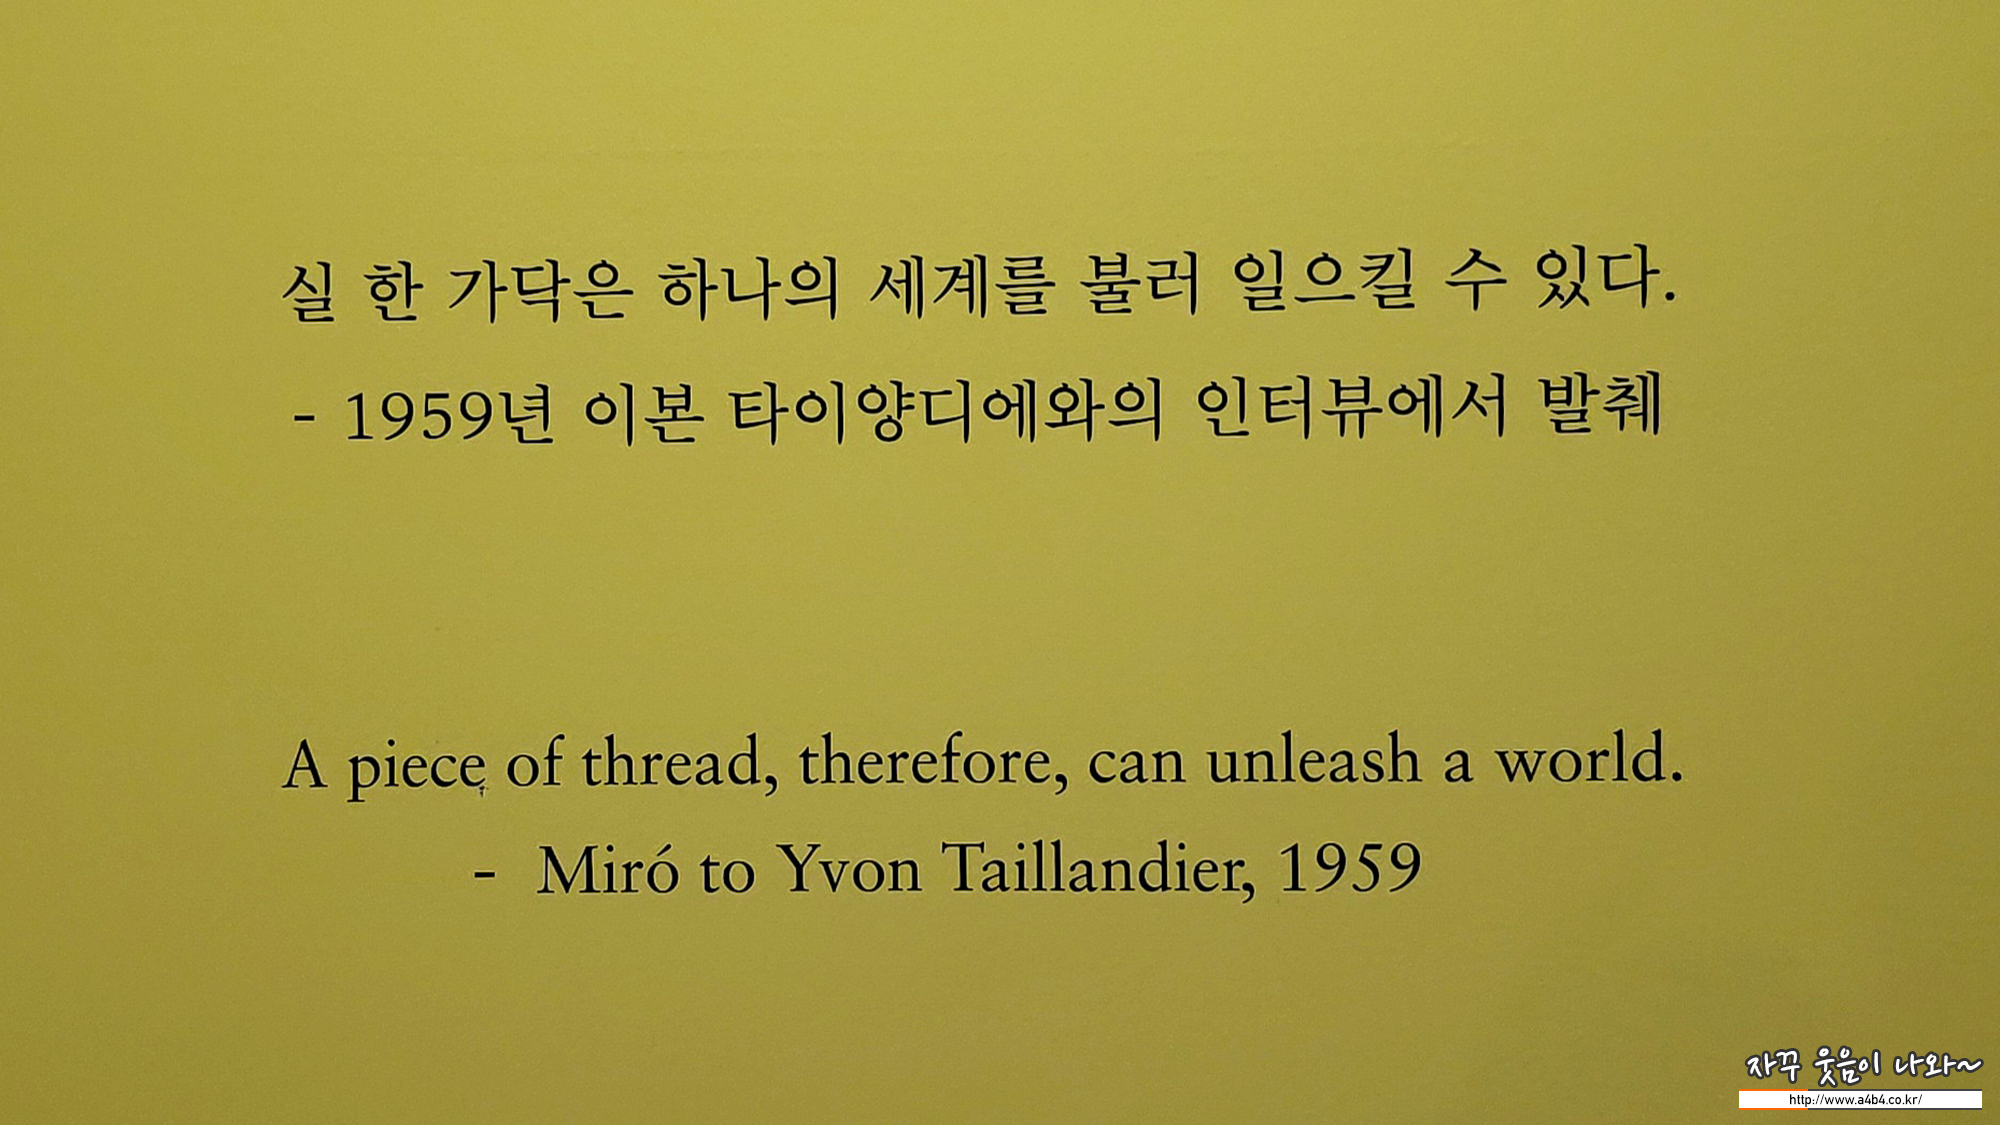 실 한 가닥은 하나의 세계를 불러 일으킬 수 있다.
- 1959년 이본 타이양디에와의 인터뷰에서 발췌
A piece of thread, therefore, can unleash a world.
- Miró to Yvon Taillandier, 1959
자꾸 웃음이 나와~
http://www.a4b4.co.kr/